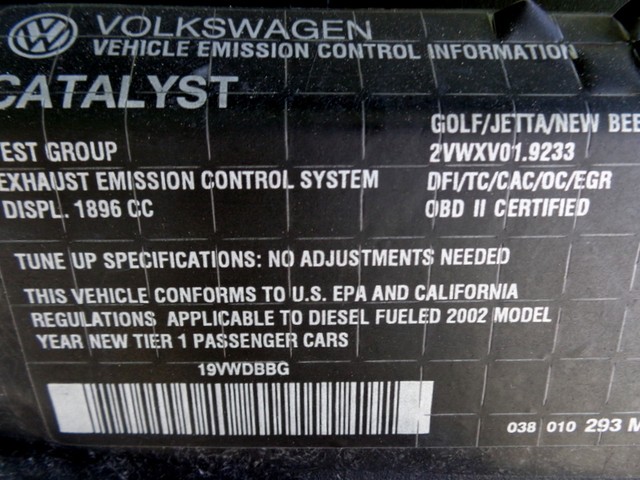 VOLKSWAGEN
VEHICLE EMISSION CONTROL INFORMATION
CATALYST
GOLF/JETTA/NEW BEE
EST GROUP 2VWXV01.9233
EXHAUST EMISSION CONTROL SYSTEM DFI/TC/CAC/OC/EGR
DISPL. 1896 CC OBD II CERTIFIED
TUNE UP SPECIFICATIONS: NO ADJUSTMENTS NEEDED
THIS VEHICLE CONFORMS TO U.S. EPA AND CALIFORNIA
REGULATIONS, APPLICABLE TO DIESEL FUELED 2002 MODEL
YEAR NEW TIER 1 PASSENGER CARS
19VWDBBG
038 010 293 M